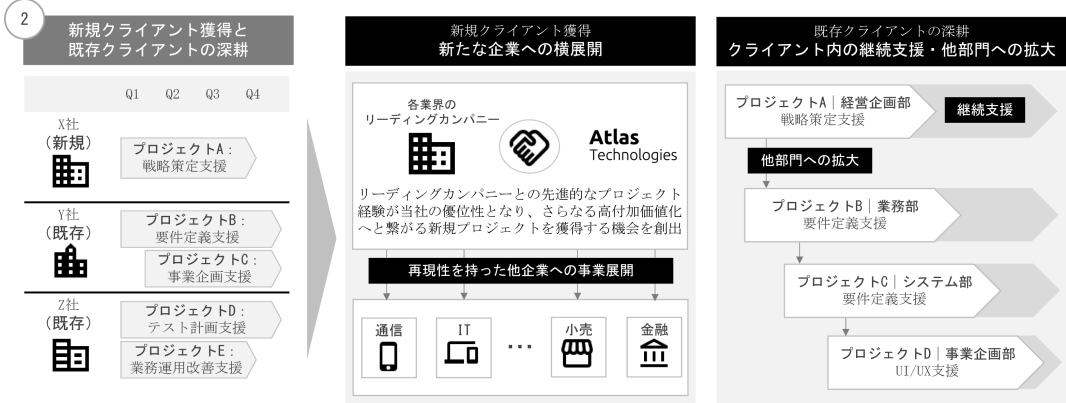 2
新規クライアント獲得と
既存クライアントの深耕
Q1 Q2 Q3 Q4
X社
(新規)
プロジェクトA:
戦略策定支援
Y社
(既存)
プロジェクトB:
要件定義支援
プロジェクトC:
事業企画支援
Z社
(既存)
プロジェクトD:
テスト計画支援
プロジェクトE:
業務運用改善支援
新規クライアント獲得
新たな企業への横展開
各業界の
リーディングカンパニー
Atlas
Technologies
リーディングカンパニーとの先進的なプロジェクト
経験が当社の優位性となり、さらなる高付加価値化
へと繋がる新規プロジェクトを獲得する機会を創出
再現性を持った他企業への事業展開
通信
IT
...
小売
金融
既存クライアントの深耕
クライアント内の継続支援・他部門への拡大
プロジェクトA|経営企画部
戦略策定支援
継続支援
他部門への拡大
プロジェクトB|業務部
要件定義支援
プロジェクトC|システム部
要件定義支援
プロジェクトD|事業企画部
UI/UX支援